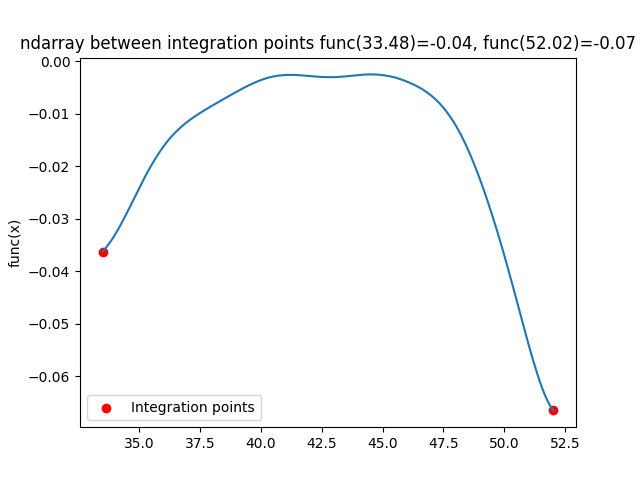 ndarray between integration points func(33.48)=-0.04, func(52.02)=-0.07
0.00
−0.01
−0.02
−0.03
−0.04
−0.05
−0.06
func(x)
Integration points
35.0 37.5 40.0 42.5 45.0 47.5 50.0 52.5